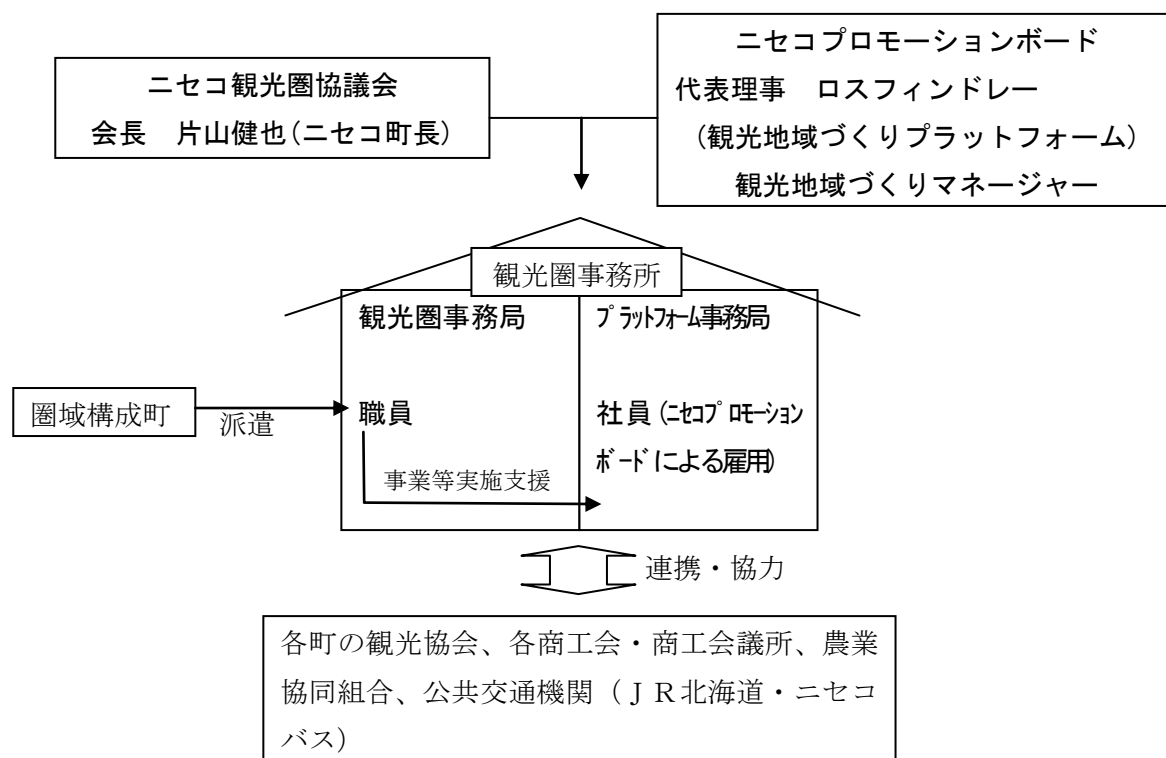 ニセコ観光圏協議会
会長　片山健也(ニセコ町長)
ニセコプロモーションボード
代表理事　ロスフィンドレー
(観光地域づくりプラットフォーム)
観光地域づくりマネージャー
観光圏事務所
観光圏事務局
プラットフォーム事務局
圏域構成町
派遣
職員
社員(ニセコプロモーション
ボードによる雇用)
事業等実施支援
連携・協力
各町の観光協会、各商工会・商工会議所、農業
協同組合、公共交通機関（ＪＲ北海道・ニセコ
バス）